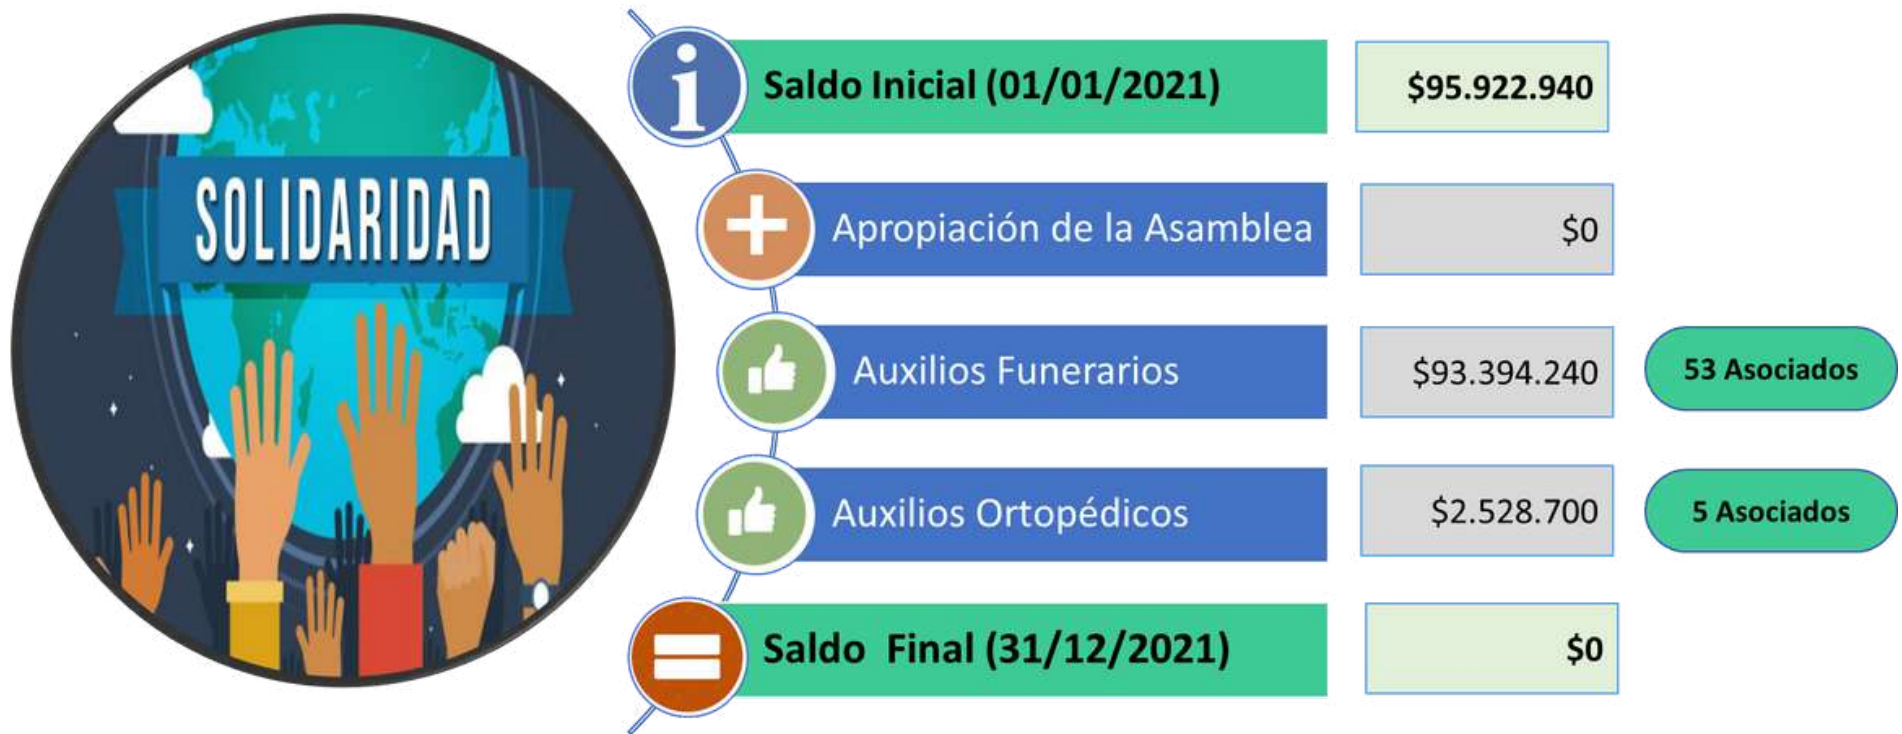 SOLIDARIDAD
Saldo Inicial (01/01/2021) $95.922.940
Apropiación de la Asamblea $0
Auxilios Funerarios $93.394.240 53 Asociados
Auxilios Ortopédicos $2.528.700 5 Asociados
Saldo Final (31/12/2021) $0